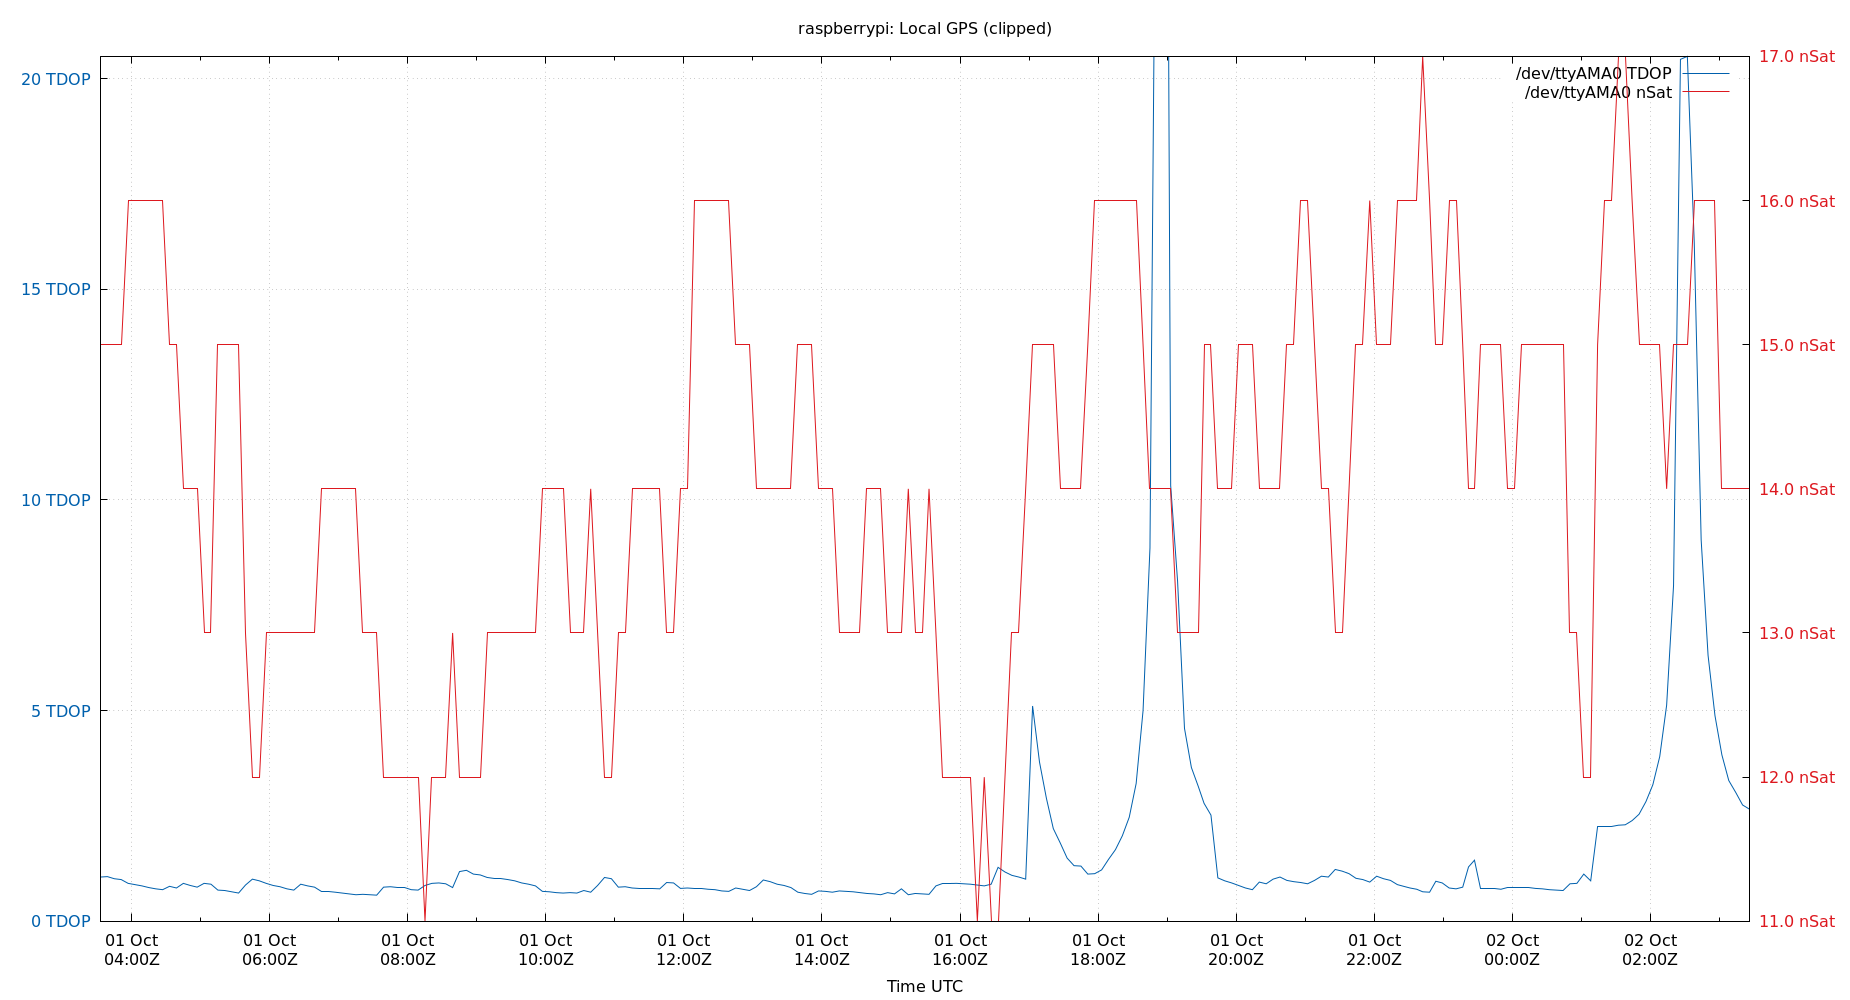 raspberrypi: Local GPS (clipped)
/dev/ttyAMA0 TDOP
/dev/ttyAMA0 nSat
20 TDOP
15 TDOP
10 TDOP
5 TDOP
0 TDOP
17.0 nSat
16.0 nSat
15.0 nSat
14.0 nSat
13.0 nSat
12.0 nSat
11.0 nSat
01 Oct
04:00Z
01 Oct
06:00Z
01 Oct
08:00Z
01 Oct
10:00Z
01 Oct
12:00Z
01 Oct
14:00Z
01 Oct
16:00Z
01 Oct
18:00Z
01 Oct
20:00Z
01 Oct
22:00Z
02 Oct
00:00Z
02 Oct
02:00Z
Time UTC